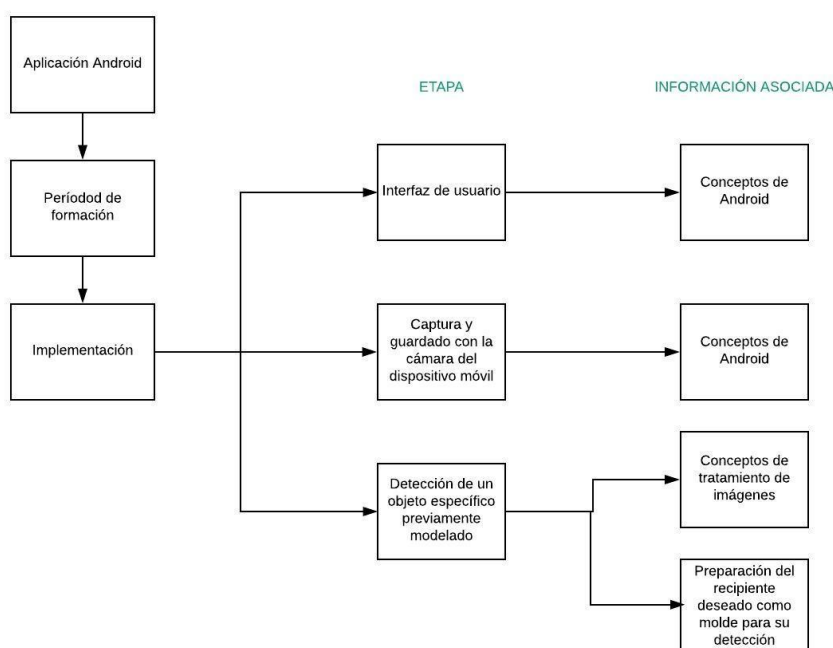 Aplicación Android
ETAPA
INFORMACIÓN ASOCIADA
Períodod de
formación
Interfaz de usuario
Conceptos de
Android
Implementación
Captura y
guardado con la
cámara del
dispositivo móvil
Conceptos de
Android
Detección de un
objeto específico
previamente
modelado
Conceptos de
tratamiento de
imágenes
Preparación del
recipiente
deseado como
molde para su
detección